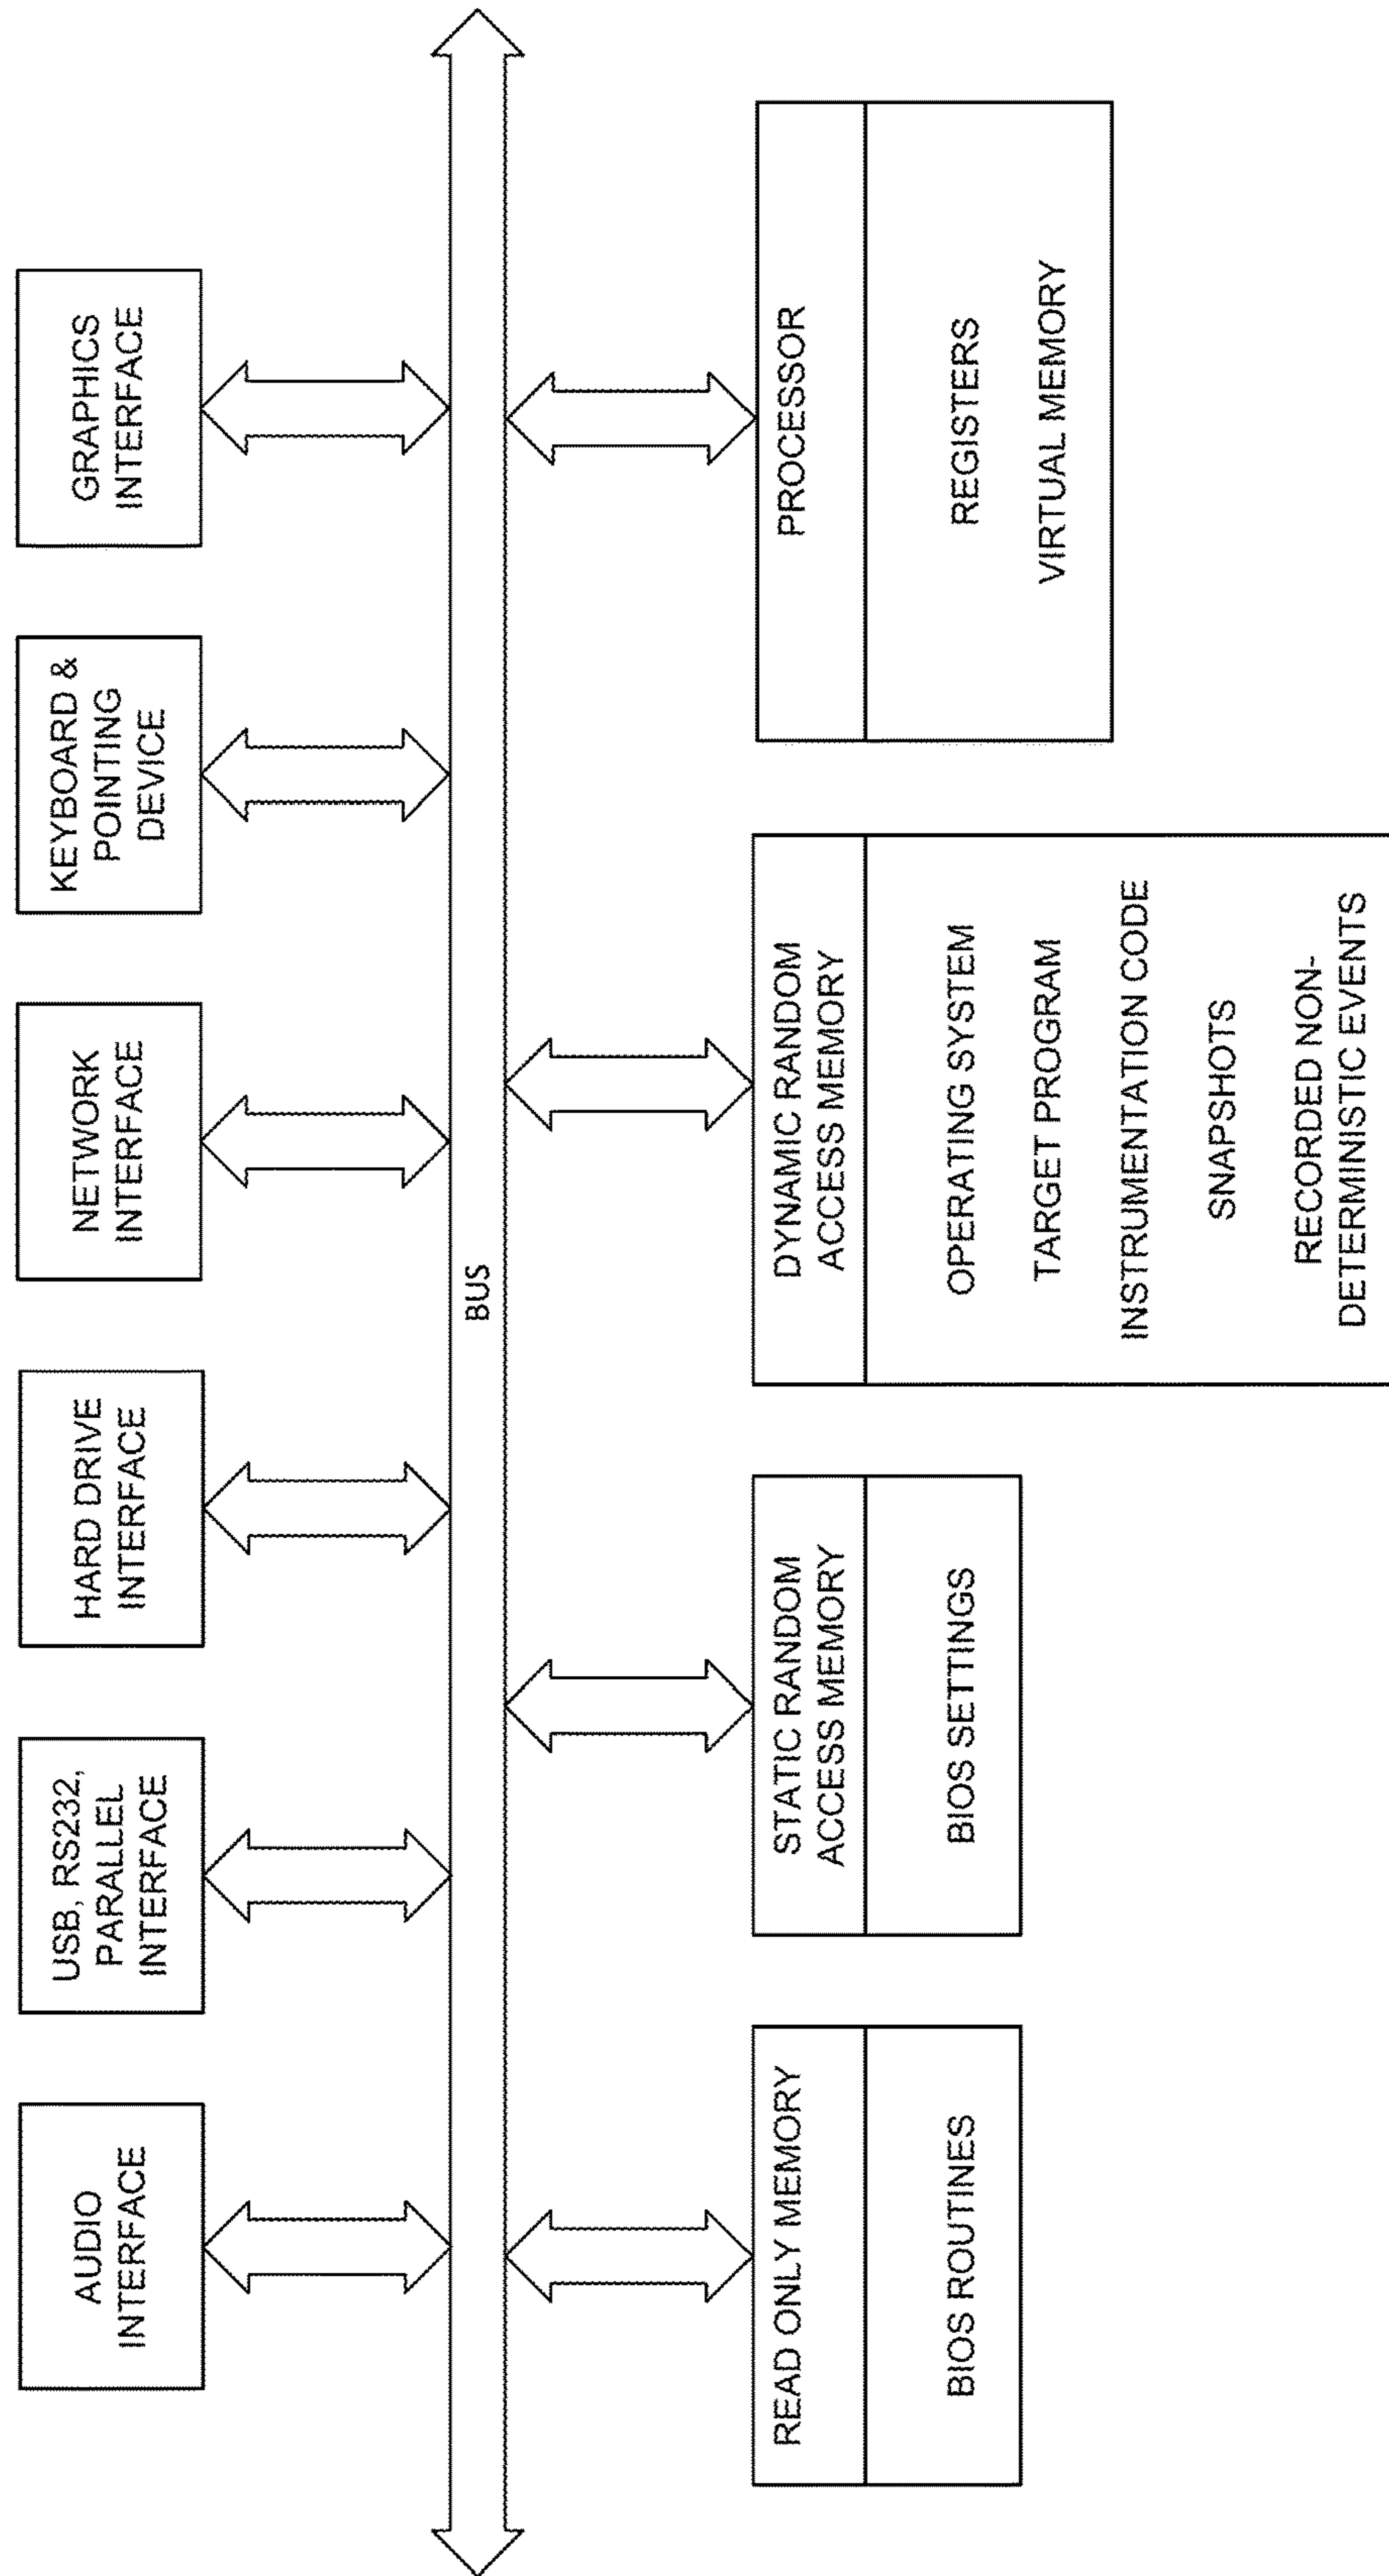 AUDIO
INTERFACE
USB, RS232,
PARALLEL
INTERFACE
HARD DRIVE
INTERFACE
NETWORK
INTERFACE
KEYBOARD &
POINTING
DEVICE
GRAPHICS
INTERFACE
BUS
READ ONLY MEMORY
BIOS ROUTINES
STATIC RANDOM
ACCESS MEMORY
BIOS SETTINGS
DYNAMIC RANDOM
ACCESS MEMORY
OPERATING SYSTEM
TARGET PROGRAM
INSTRUMENTATION CODE
SNAPSHOTS
RECORDED NON-
DETERMINISTIC EVENTS
PROCESSOR
REGISTERS
VIRTUAL MEMORY